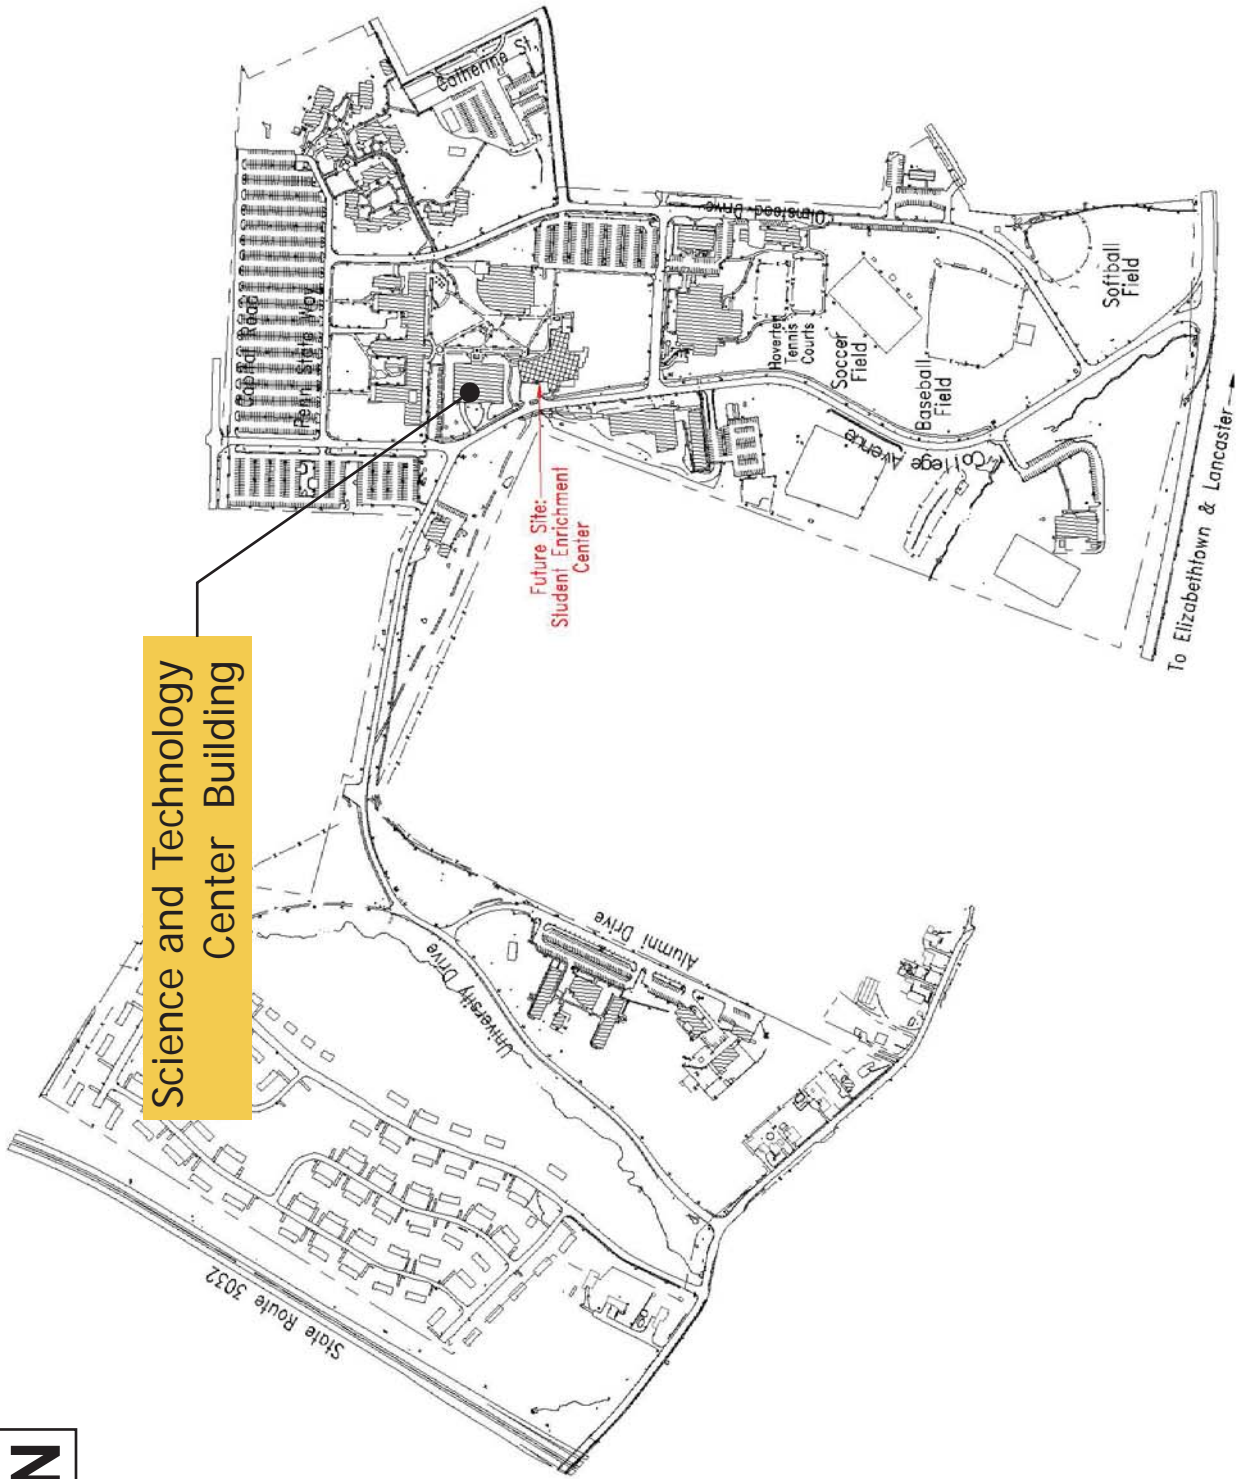 Science and Technology
Center Building
Catherine St.
Capital Road
Penn State Way
Olmsted Drive
Future Site:
Student Enrichment
Center
Hoverter
Tennis
Courts
Soccer
Field
Baseball
Field
Softball
Field
College Avenue
To Elizabethtown & Lancaster
University Drive
Alumni Drive
State Route 3032
N